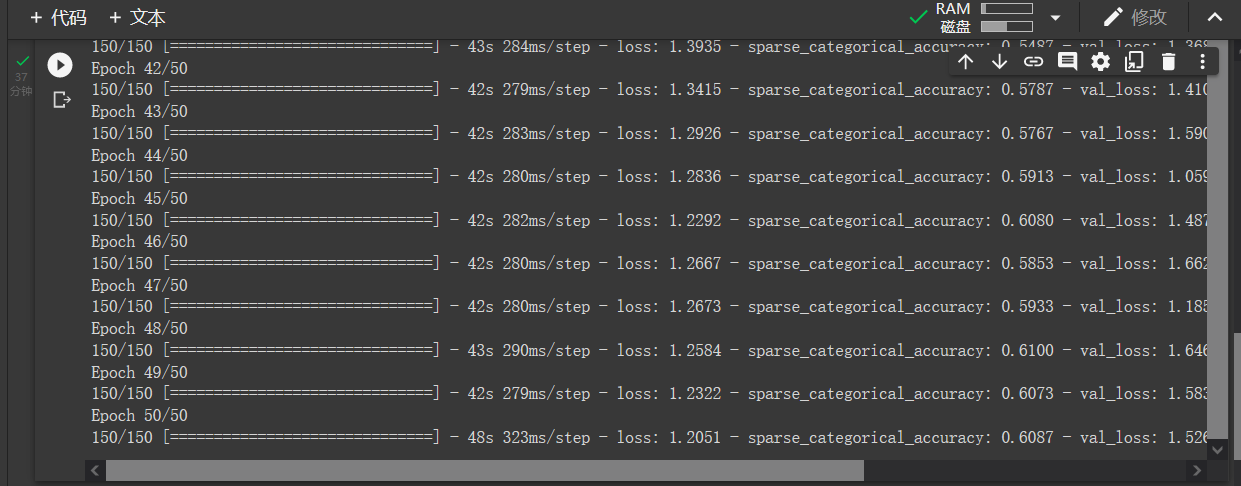 + 代码 + 文本
RAM
磁盘
修改
37
分钟
150/150 [==============================] - 43s 284ms/step - loss: 1.3935 - sparse_categorical_accuracy: 0.5487 - val_loss: 1.368
Epoch 42/50
150/150 [==============================] - 42s 279ms/step - loss: 1.3415 - sparse_categorical_accuracy: 0.5787 - val_loss: 1.410
Epoch 43/50
150/150 [==============================] - 42s 283ms/step - loss: 1.2926 - sparse_categorical_accuracy: 0.5767 - val_loss: 1.590
Epoch 44/50
150/150 [==============================] - 42s 280ms/step - loss: 1.2836 - sparse_categorical_accuracy: 0.5913 - val_loss: 1.059
Epoch 45/50
150/150 [==============================] - 42s 282ms/step - loss: 1.2292 - sparse_categorical_accuracy: 0.6080 - val_loss: 1.487
Epoch 46/50
150/150 [==============================] - 42s 280ms/step - loss: 1.2667 - sparse_categorical_accuracy: 0.5853 - val_loss: 1.662
Epoch 47/50
150/150 [==============================] - 42s 280ms/step - loss: 1.2673 - sparse_categorical_accuracy: 0.5933 - val_loss: 1.185
Epoch 48/50
150/150 [==============================] - 43s 290ms/step - loss: 1.2584 - sparse_categorical_accuracy: 0.6100 - val_loss: 1.646
Epoch 49/50
150/150 [==============================] - 42s 279ms/step - loss: 1.2322 - sparse_categorical_accuracy: 0.6073 - val_loss: 1.583
Epoch 50/50
150/150 [==============================] - 48s 323ms/step - loss: 1.2051 - sparse_categorical_accuracy: 0.6087 - val_loss: 1.526